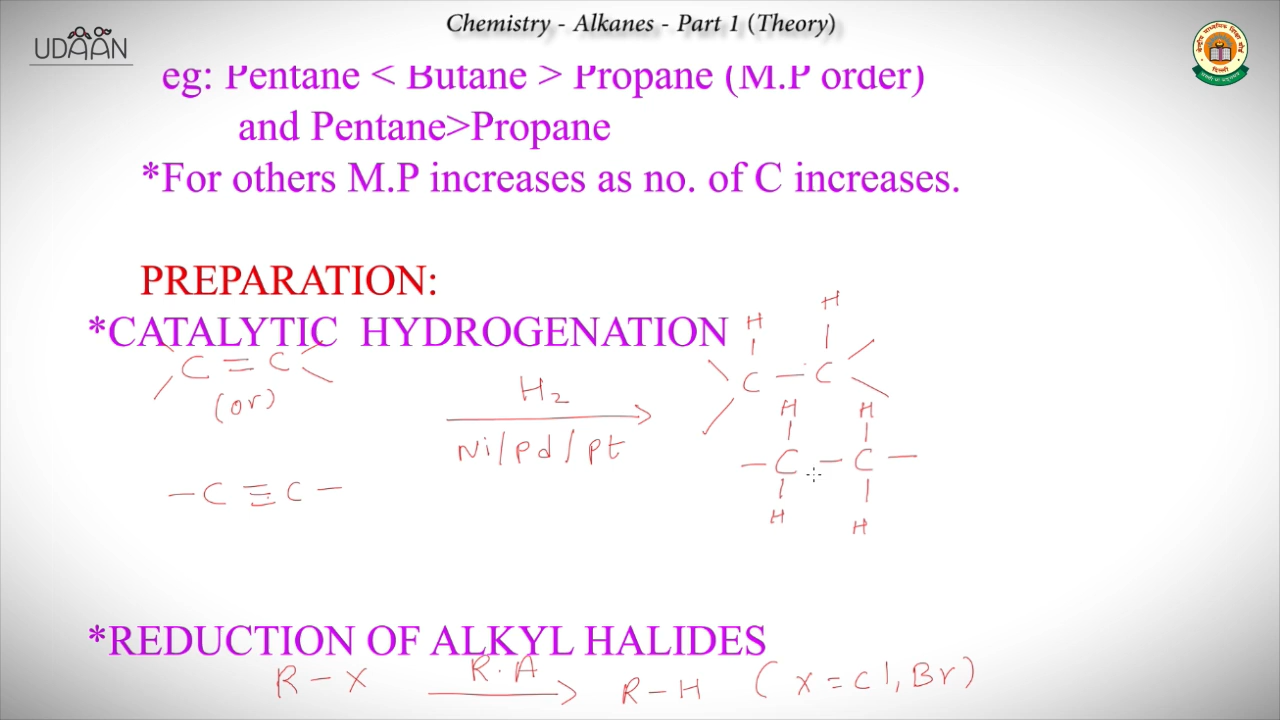 Chemistry - Alkanes - Part 1 (Theory)
UDAAN
eg: Pentane < Butane > Propane (M.P order)
and Pentane>Propane
*For others M.P increases as no. of C increases.
PREPARATION:
*CATALYTIC HYDROGENATION
C = C
(or)
- C ≡ C -
H2
Ni/Pd/Pt
H H
C - C
H H
- C - C -
H H
*REDUCTION OF ALKYL HALIDES
R - X R.A R - H (X = Cl, Br)